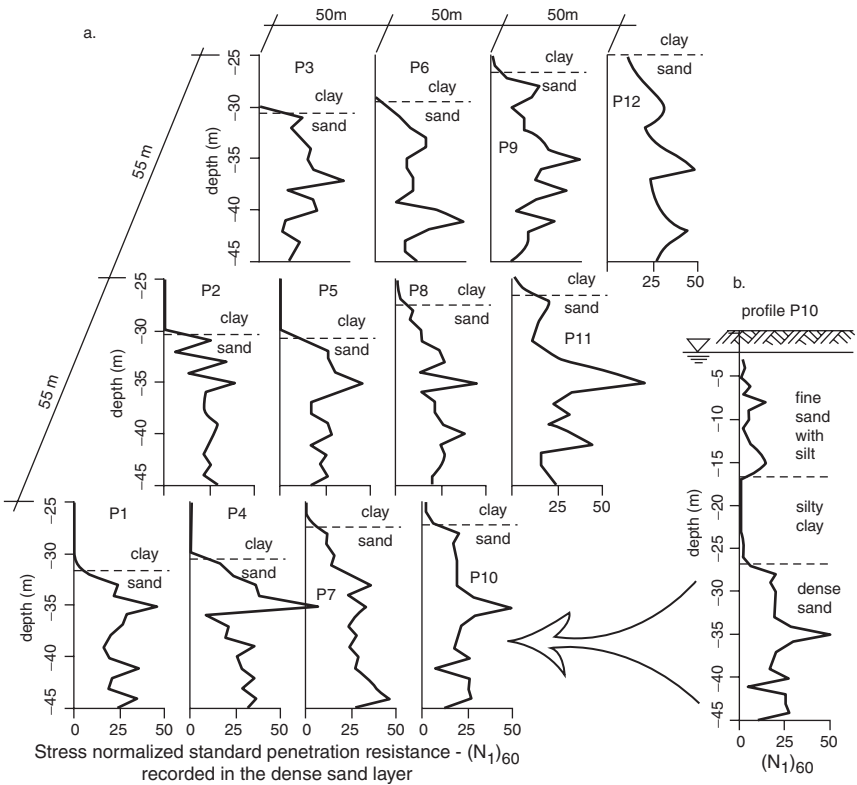 a.
50m 50m 50m
−25
−30
−35
−40
−45
depth (m)
P3
clay
sand
P6
clay
sand
P9
clay
sand
P12
clay
sand
25 50
55 m
−25
−30
−35
−40
−45
depth (m)
P2
clay
sand
P5
clay
sand
P8
clay
sand
P11
clay
sand
0 25 50
55 m
−25
−30
−35
−40
−45
depth (m)
P1
clay
sand
P4
clay
sand
P7
clay
sand
P10
clay
sand
0 25 50 0 25 50 0 25 50 0 25 50
Stress normalized standard penetration resistance - (N1)60
recorded in the dense sand layer
b.
profile P10
−5
−10
−15
−20
−25
−30
−35
−40
−45
depth (m)
fine
sand
with
silt
silty
clay
dense
sand
0 25 50
(N1)60